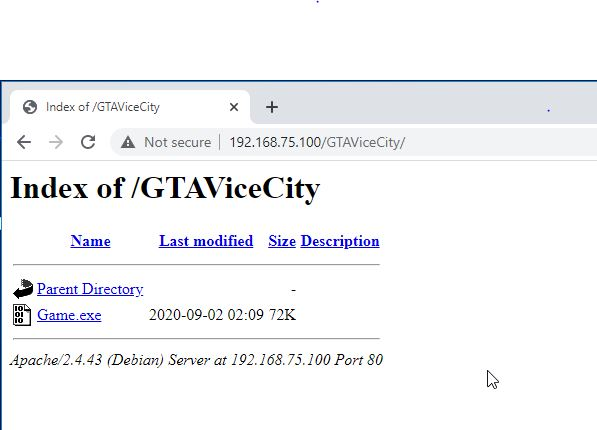 Index of /GTAViceCity
Not secure | 192.168.75.100/GTAViceCity/
Index of /GTAViceCity
Name Last modified Size Description
Parent Directory -
Game.exe 2020-09-02 02:09 72K
Apache/2.4.43 (Debian) Server at 192.168.75.100 Port 80